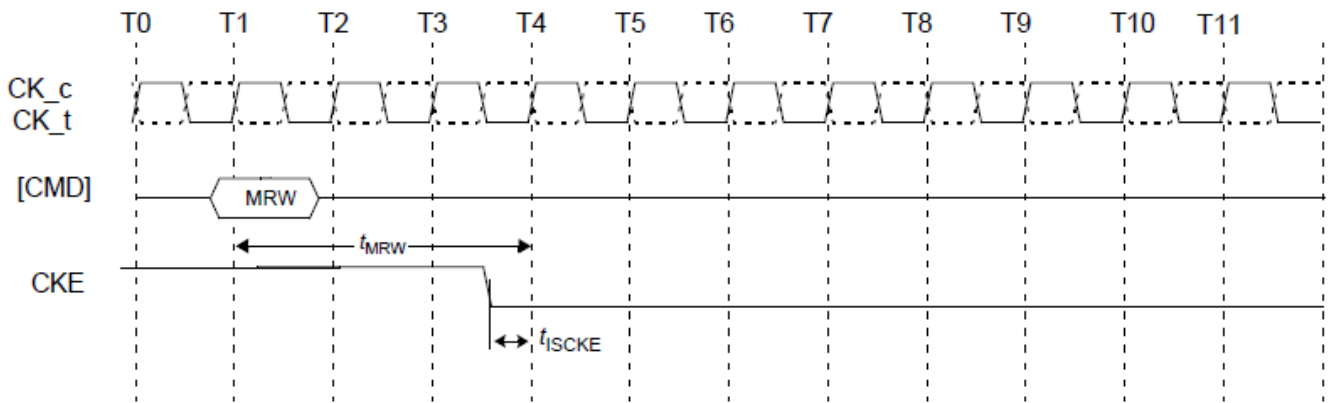 T0 T1 T2 T3 T4 T5 T6 T7 T8 T9 T10 T11
CK_c
CK_t
[CMD] MRW
tMRW
CKE
tISCKE